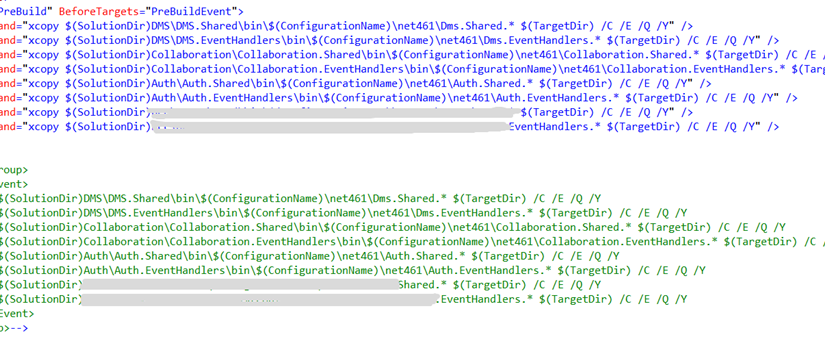 PreBuild" BeforeTargets="PreBuildEvent">
and="xcopy $(SolutionDir)DMS\DMS.Shared\bin\$(ConfigurationName)\net461\Dms.Shared.* $(TargetDir) /C /E /Q /Y" />
and="xcopy $(SolutionDir)DMS\DMS.EventHandlers\bin\$(ConfigurationName)\net461\Dms.EventHandlers.* $(TargetDir) /C /E /Q /Y" />
and="xcopy $(SolutionDir)Collaboration\Collaboration.Shared\bin\$(ConfigurationName)\net461\Collaboration.Shared.* $(TargetDir) /C /E /
and="xcopy $(SolutionDir)Collaboration\Collaboration.EventHandlers\bin\$(ConfigurationName)\net461\Collaboration.EventHandlers.* $(Targ
and="xcopy $(SolutionDir)Auth\Auth.Shared\bin\$(ConfigurationName)\net461\Auth.Shared.* $(TargetDir) /C /E /Q /Y" />
and="xcopy $(SolutionDir)Auth\Auth.EventHandlers\bin\$(ConfigurationName)\net461\Auth.EventHandlers.* $(TargetDir) /C /E /Q /Y" />
and="xcopy $(SolutionDir) $(TargetDir) /C /E /Q /Y" />
and="xcopy $(SolutionDir) EventHandlers.* $(TargetDir) /C /E /Q /Y" />
roup>
vent>
$(SolutionDir)DMS\DMS.Shared\bin\$(ConfigurationName)\net461\Dms.Shared.* $(TargetDir) /C /E /Q /Y
$(SolutionDir)DMS\DMS.EventHandlers\bin\$(ConfigurationName)\net461\Dms.EventHandlers.* $(TargetDir) /C /E /Q /Y
$(SolutionDir)Collaboration\Collaboration.Shared\bin\$(ConfigurationName)\net461\Collaboration.Shared.* $(TargetDir) /C /E /Q /Y
$(SolutionDir)Collaboration\Collaboration.EventHandlers\bin\$(ConfigurationName)\net461\Collaboration.EventHandlers.* $(TargetDir) /C /
$(SolutionDir)Auth\Auth.Shared\bin\$(ConfigurationName)\net461\Auth.Shared.* $(TargetDir) /C /E /Q /Y
$(SolutionDir)Auth\Auth.EventHandlers\bin\$(ConfigurationName)\net461\Auth.EventHandlers.* $(TargetDir) /C /E /Q /Y
$(SolutionDir) Shared.* $(TargetDir) /C /E /Q /Y
$(SolutionDir) .EventHandlers.* $(TargetDir) /C /E /Q /Y
Event>
p>-->